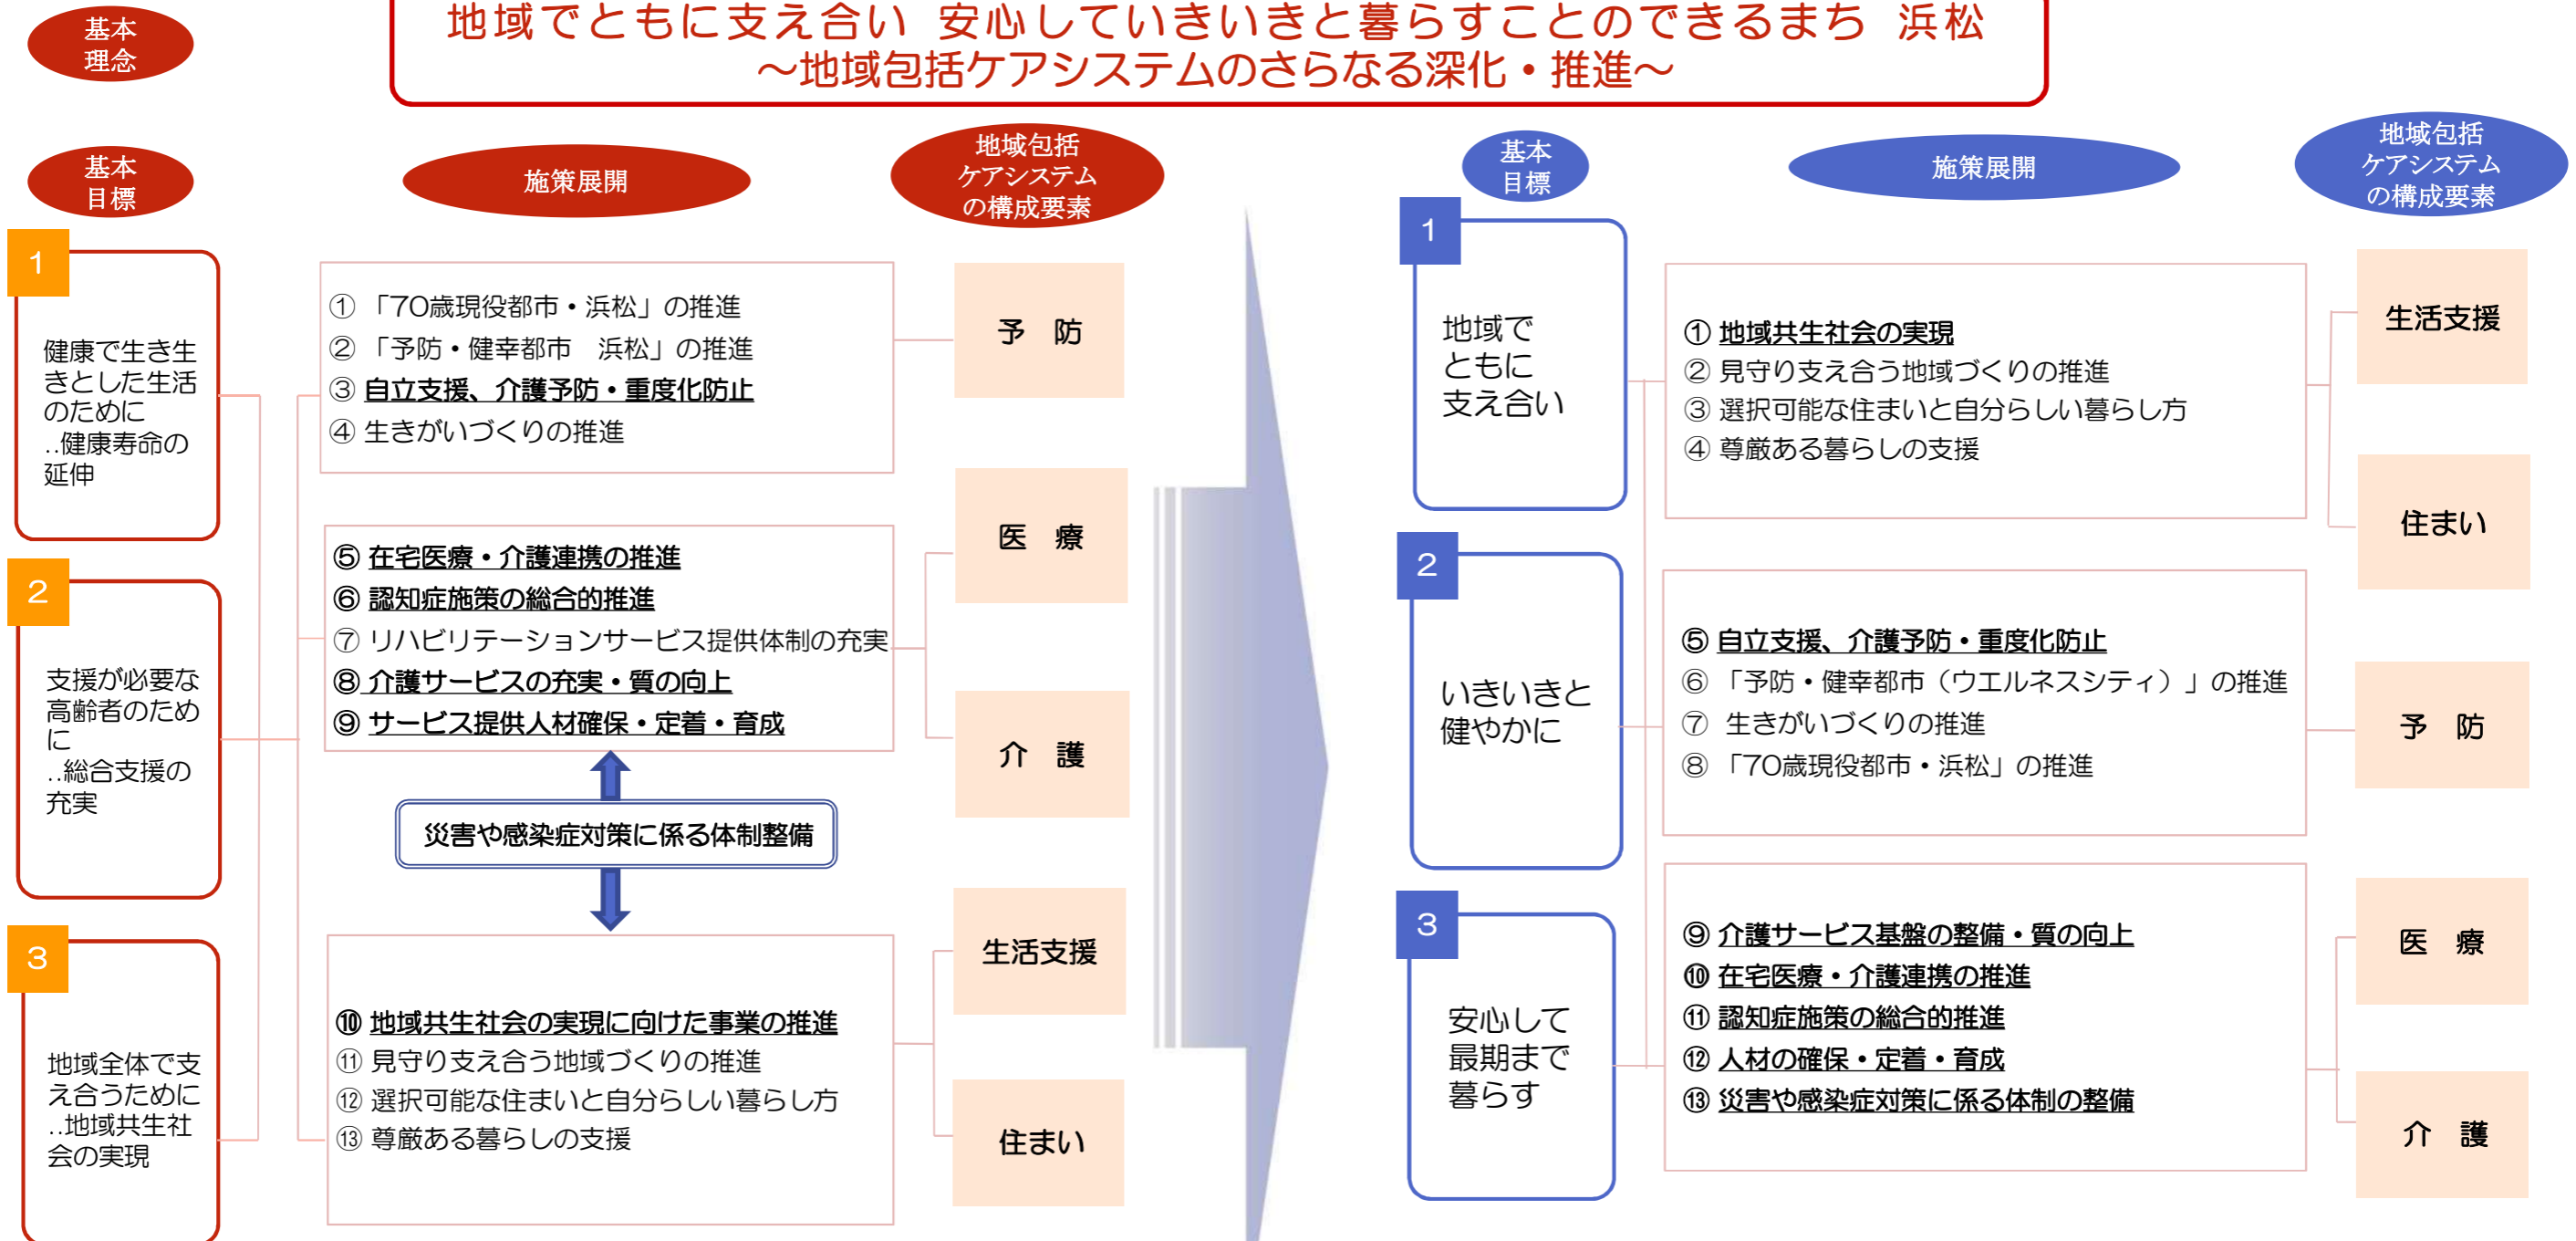 基本
理念
地域でともに支え合い 安心していきいきと暮らすことのできるまち 浜松
～地域包括ケアシステムのさらなる深化・推進～
基本
目標
施策展開
地域包括
ケアシステム
の構成要素
1
健康で生き生
きとした生活
のために
‥健康寿命の
延伸
① 「70歳現役都市・浜松」の推進
② 「予防・健幸都市　浜松」の推進
③ 自立支援、介護予防・重度化防止
④ 生きがいづくりの推進
予 防
2
支援が必要な
高齢者のため
に
‥総合支援の
充実
⑤ 在宅医療・介護連携の推進
⑥ 認知症施策の総合的推進
⑦ リハビリテーションサービス提供体制の充実
⑧ 介護サービスの充実・質の向上
⑨ サービス提供人材確保・定着・育成
医 療
介 護
災害や感染症対策に係る体制整備
3
地域全体で支
え合うために
‥地域共生社
会の実現
⑩ 地域共生社会の実現に向けた事業の推進
⑪ 見守り支え合う地域づくりの推進
⑫ 選択可能な住まいと自分らしい暮らし方
⑬ 尊厳ある暮らしの支援
生活支援
住まい
基本
目標
施策展開
地域包括
ケアシステム
の構成要素
1
地域で
ともに
支え合い
① 地域共生社会の実現
② 見守り支え合う地域づくりの推進
③ 選択可能な住まいと自分らしい暮らし方
④ 尊厳ある暮らしの支援
生活支援
住まい
2
いきいきと
健やかに
⑤ 自立支援、介護予防・重度化防止
⑥ 「予防・健幸都市（ウエルネスシティ）」の推進
⑦ 生きがいづくりの推進
⑧ 「70歳現役都市・浜松」の推進
予 防
3
安心して
最期まで
暮らす
⑨ 介護サービス基盤の整備・質の向上
⑩ 在宅医療・介護連携の推進
⑪ 認知症施策の総合的推進
⑫ 人材の確保・定着・育成
⑬ 災害や感染症対策に係る体制の整備
医 療
介 護